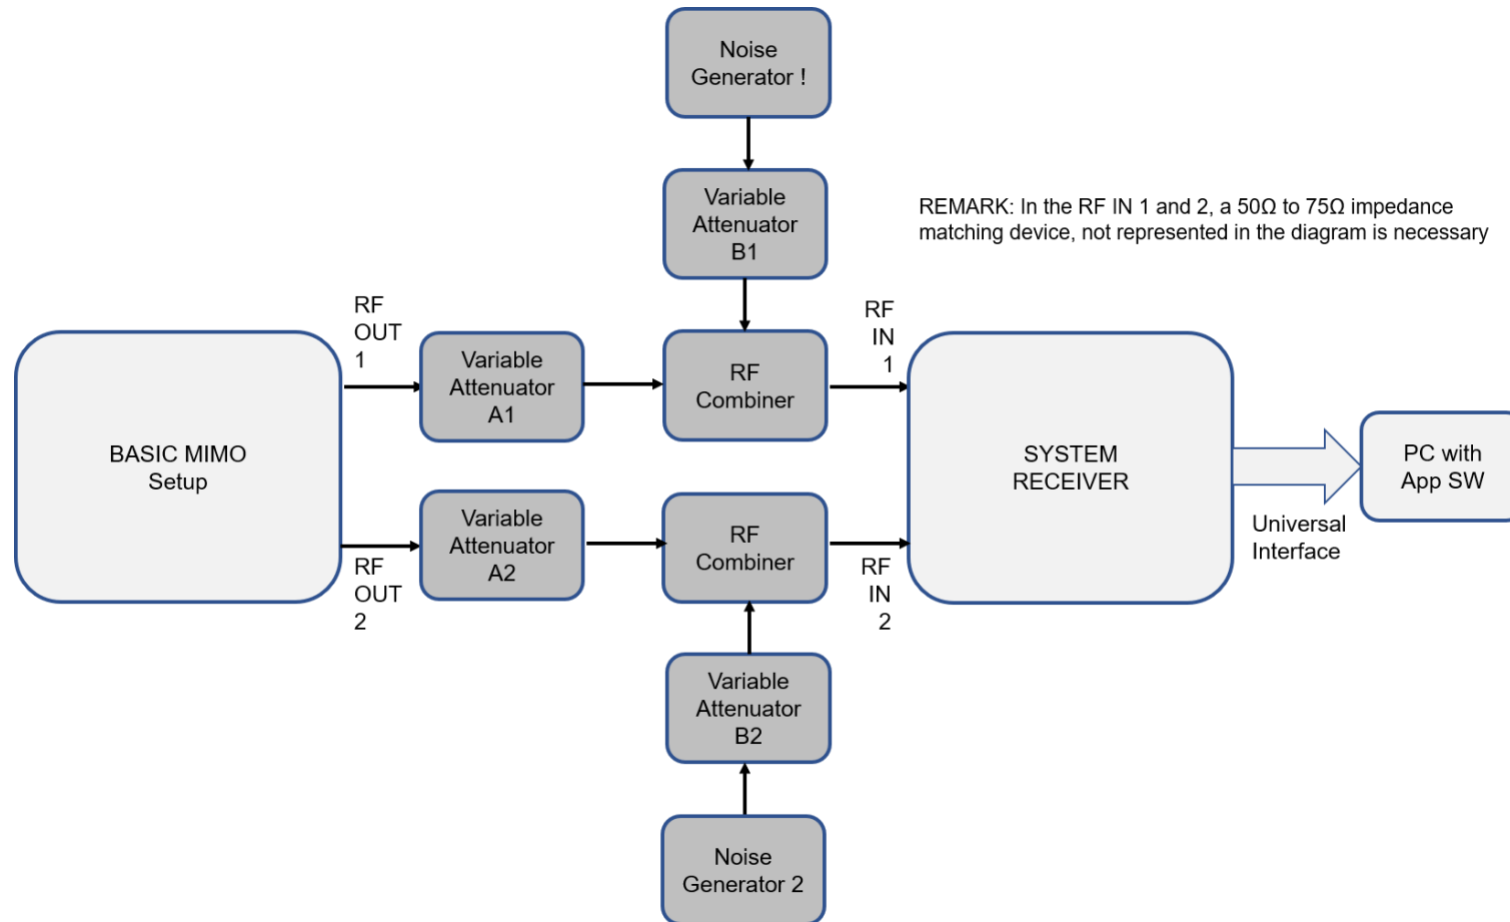 Noise
Generator !
Variable
Attenuator
B1
REMARK: In the RF IN 1 and 2, a 50Ω to 75Ω impedance
matching device, not represented in the diagram is necessary
RF
OUT
1
RF
IN
1
BASIC MIMO
Setup
Variable
Attenuator
A1
RF
Combiner
SYSTEM
RECEIVER
PC with
App SW
Universal
Interface
Variable
Attenuator
A2
RF
Combiner
RF
OUT
2
RF
IN
2
Variable
Attenuator
B2
Noise
Generator 2